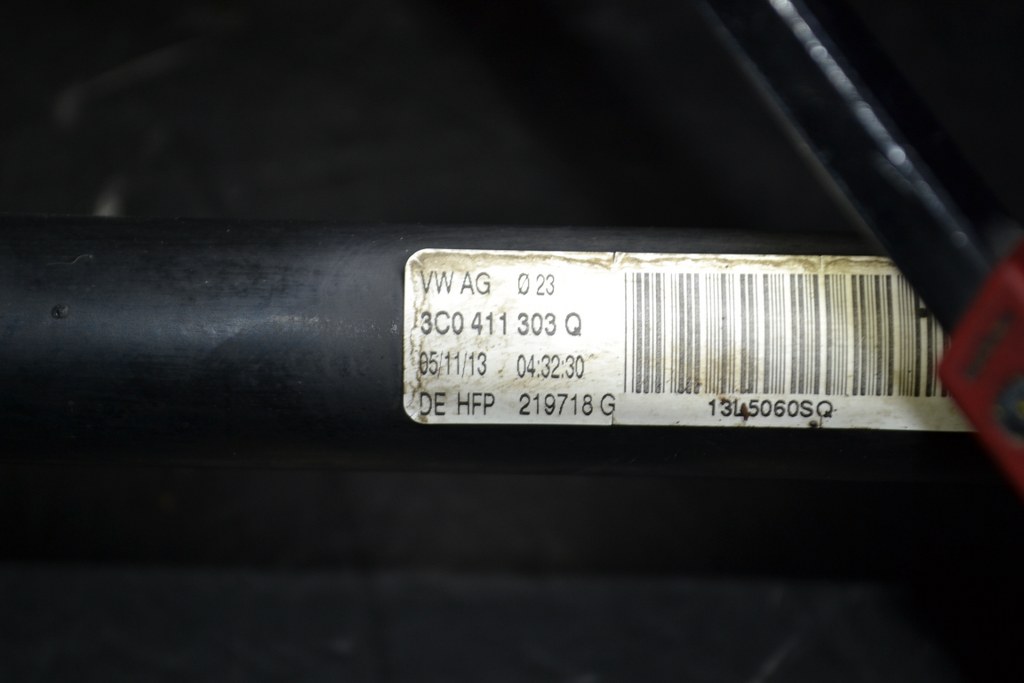 VW AG Ø 23
3C0 411 303 Q
05/11/13 04:32:30
DE HFP 219718 G
13L5060SQ